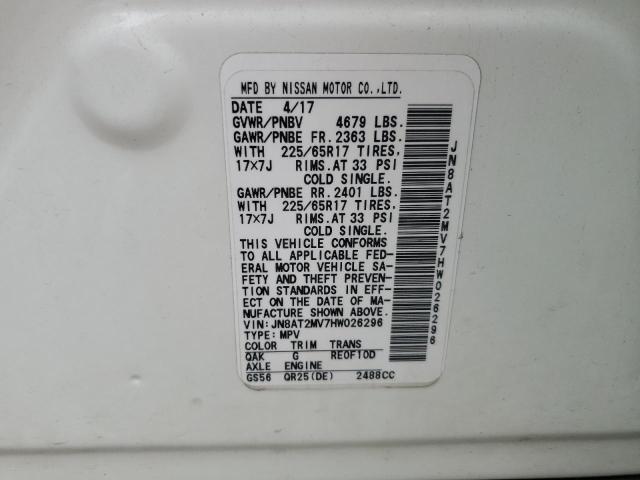 MFD BY NISSAN MOTOR CO.,LTD.
DATE 4/17
GVWR/PNBV 4679 LBS.
GAWR/PNBE FR. 2363 LBS.
WITH 225/65R17 TIRES,
17×7J RIMS.AT 33 PSI
COLD SINGLE.
GAWR/PNBE RR. 2401 LBS.
WITH 225/65R17 TIRES,
17×7J RIMS.AT 33 PSI
COLD SINGLE.
THIS VEHICLE CONFORMS
TO ALL APPLICABLE FED-
ERAL MOTOR VEHICLE SA-
FETY AND THEFT PREVEN-
TION STANDARDS IN EFF-
ECT ON THE DATE OF MA-
NUFACTURE SHOWN ABOVE.
VIN:JN8AT2MV7HW026296
TYPE:MPV
COLOR TRIM TRANS
QAK G RE0F10D
AXLE ENGINE
GS56 QR25(DE) 2488CC
JN8AT2MV7HW026296